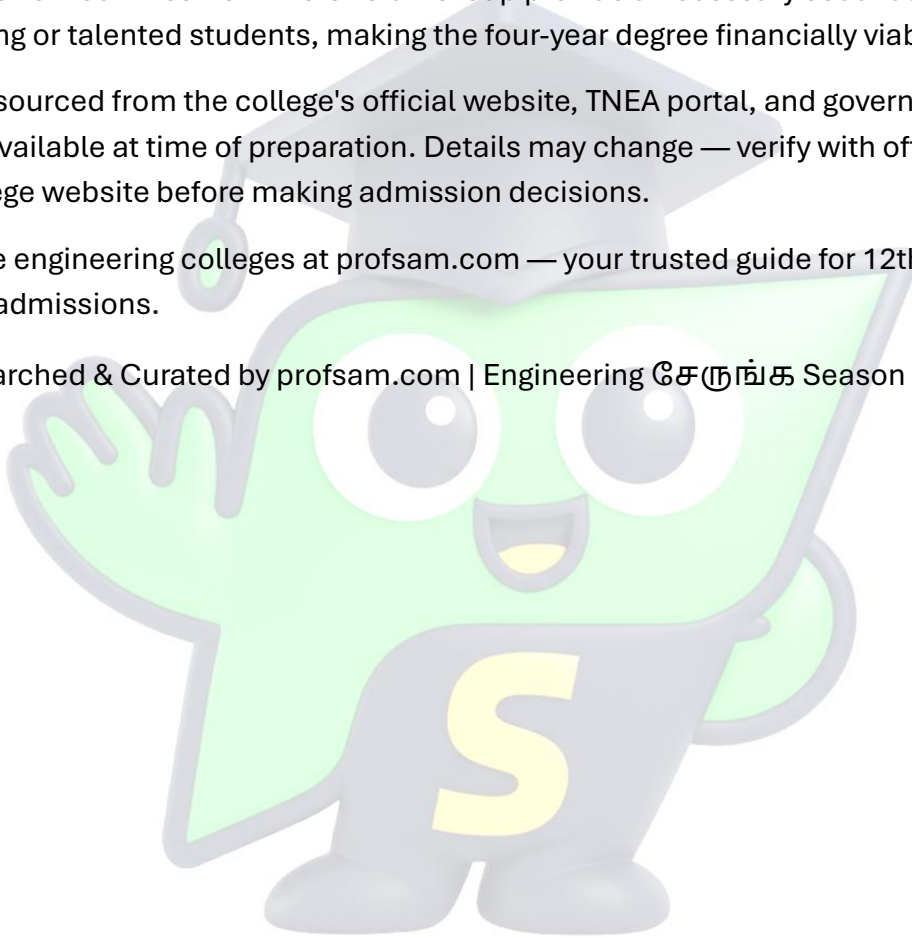 ng or talented students, making the four-year degree financially viab
sourced from the college's official website, TNEA portal, and govern
vailable at time of preparation. Details may change — verify with of
ege website before making admission decisions.
e engineering colleges at profsam.com — your trusted guide for 12th
admissions.
arched & Curated by profsam.com | Engineering சேருங்க Season
S